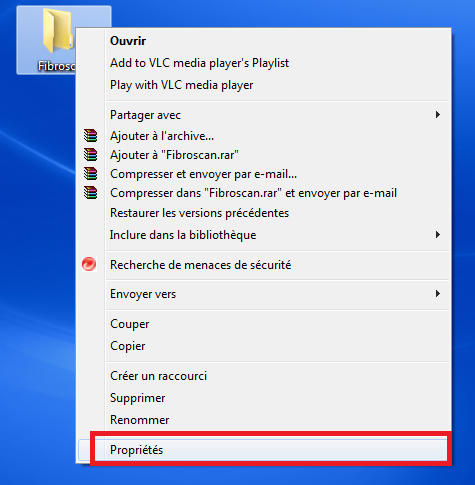 Fibrosc
Ouvrir
Add to VLC media player's Playlist
Play with VLC media player
Partager avec
Ajouter à l'archive...
Ajouter à "Fibroscan.rar"
Compresser et envoyer par e-mail...
Compresser dans "Fibroscan.rar" et envoyer par e-mail
Restaurer les versions précédentes
Inclure dans la bibliothèque
Recherche de menaces de sécurité
Envoyer vers
Couper
Copier
Créer un raccourci
Supprimer
Renommer
Propriétés